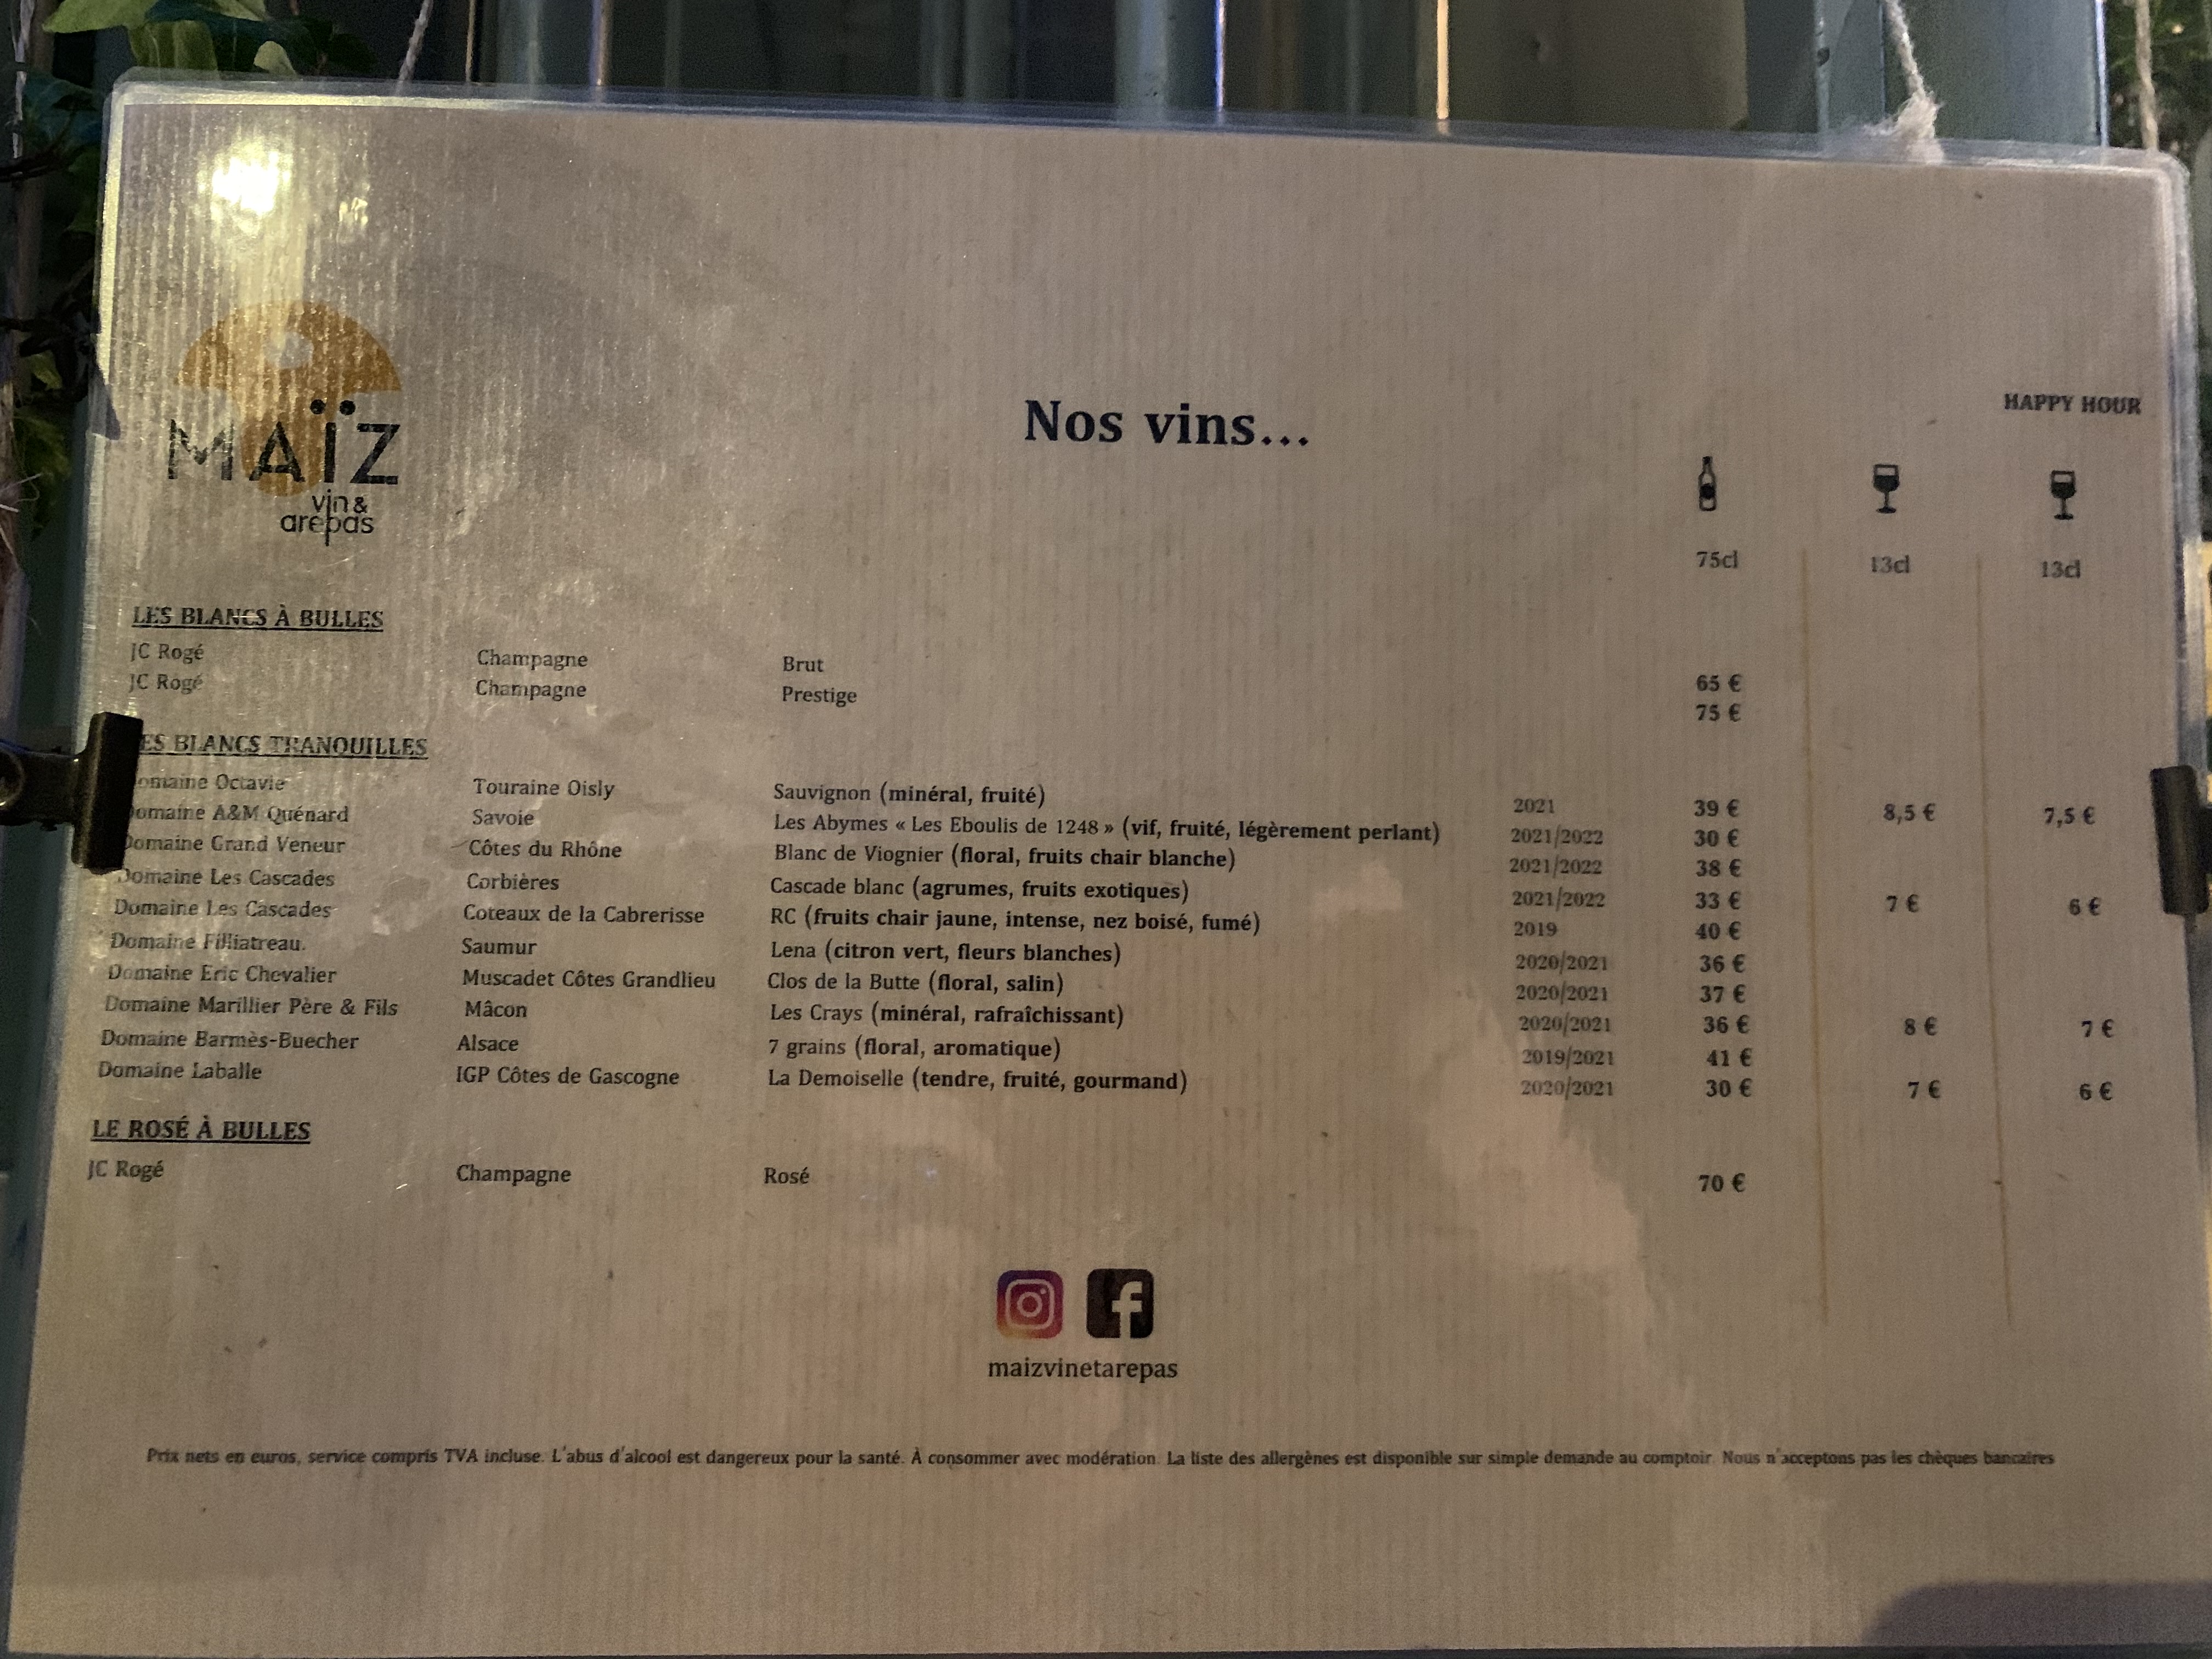 MAÏZ
vin &
arepas
Nos vins...
HAPPY HOUR
75cl 13cl 13cl
LES BLANCS À BULLES
JC Rogé Champagne Brut 65 €
JC Rogé Champagne Prestige 75 €
ES BLANCS TRANQUILLES
omaine Octavie Touraine Oisly Sauvignon (minéral, fruité) 2021 39 € 8,5 € 7,5 €
omaine A&M Quénard Savoie Les Abymes « Les Eboulis de 1248 » (vif, fruité, légèrement perlant) 2021/2022 30 €
Domaine Grand Veneur Côtes du Rhône Blanc de Viognier (floral, fruits chair blanche) 2021/2022 38 €
Domaine Les Cascades Corbières Cascade blanc (agrumes, fruits exotiques) 2021/2022 33 € 7 € 6 €
Domaine Les Cascades Coteaux de la Cabrerisse RC (fruits chair jaune, intense, nez boisé, fumé) 2019 40 €
Domaine Filliatreau. Saumur Lena (citron vert, fleurs blanches) 2020/2021 36 €
Domaine Eric Chevalier Muscadet Côtes Grandlieu Clos de la Butte (floral, salin) 2020/2021 37 €
Domaine Marillier Père & Fils Mâcon Les Crays (minéral, rafraîchissant) 2020/2021 36 € 8 € 7 €
Domaine Barmès-Buecher Alsace 7 grains (floral, aromatique) 2019/2021 41 €
Domaine Laballe IGP Côtes de Gascogne La Demoiselle (tendre, fruité, gourmand) 2020/2021 30 € 7 € 6 €
LE ROSÉ À BULLES
JC Rogé Champagne Rosé 70 €
maizvinetarepas
Prix nets en euros, service compris TVA incluse. L'abus d'alcool est dangereux pour la santé. À consommer avec modération. La liste des allergènes est disponible sur simple demande au comptoir. Nous n'acceptons pas les chèques bancaires